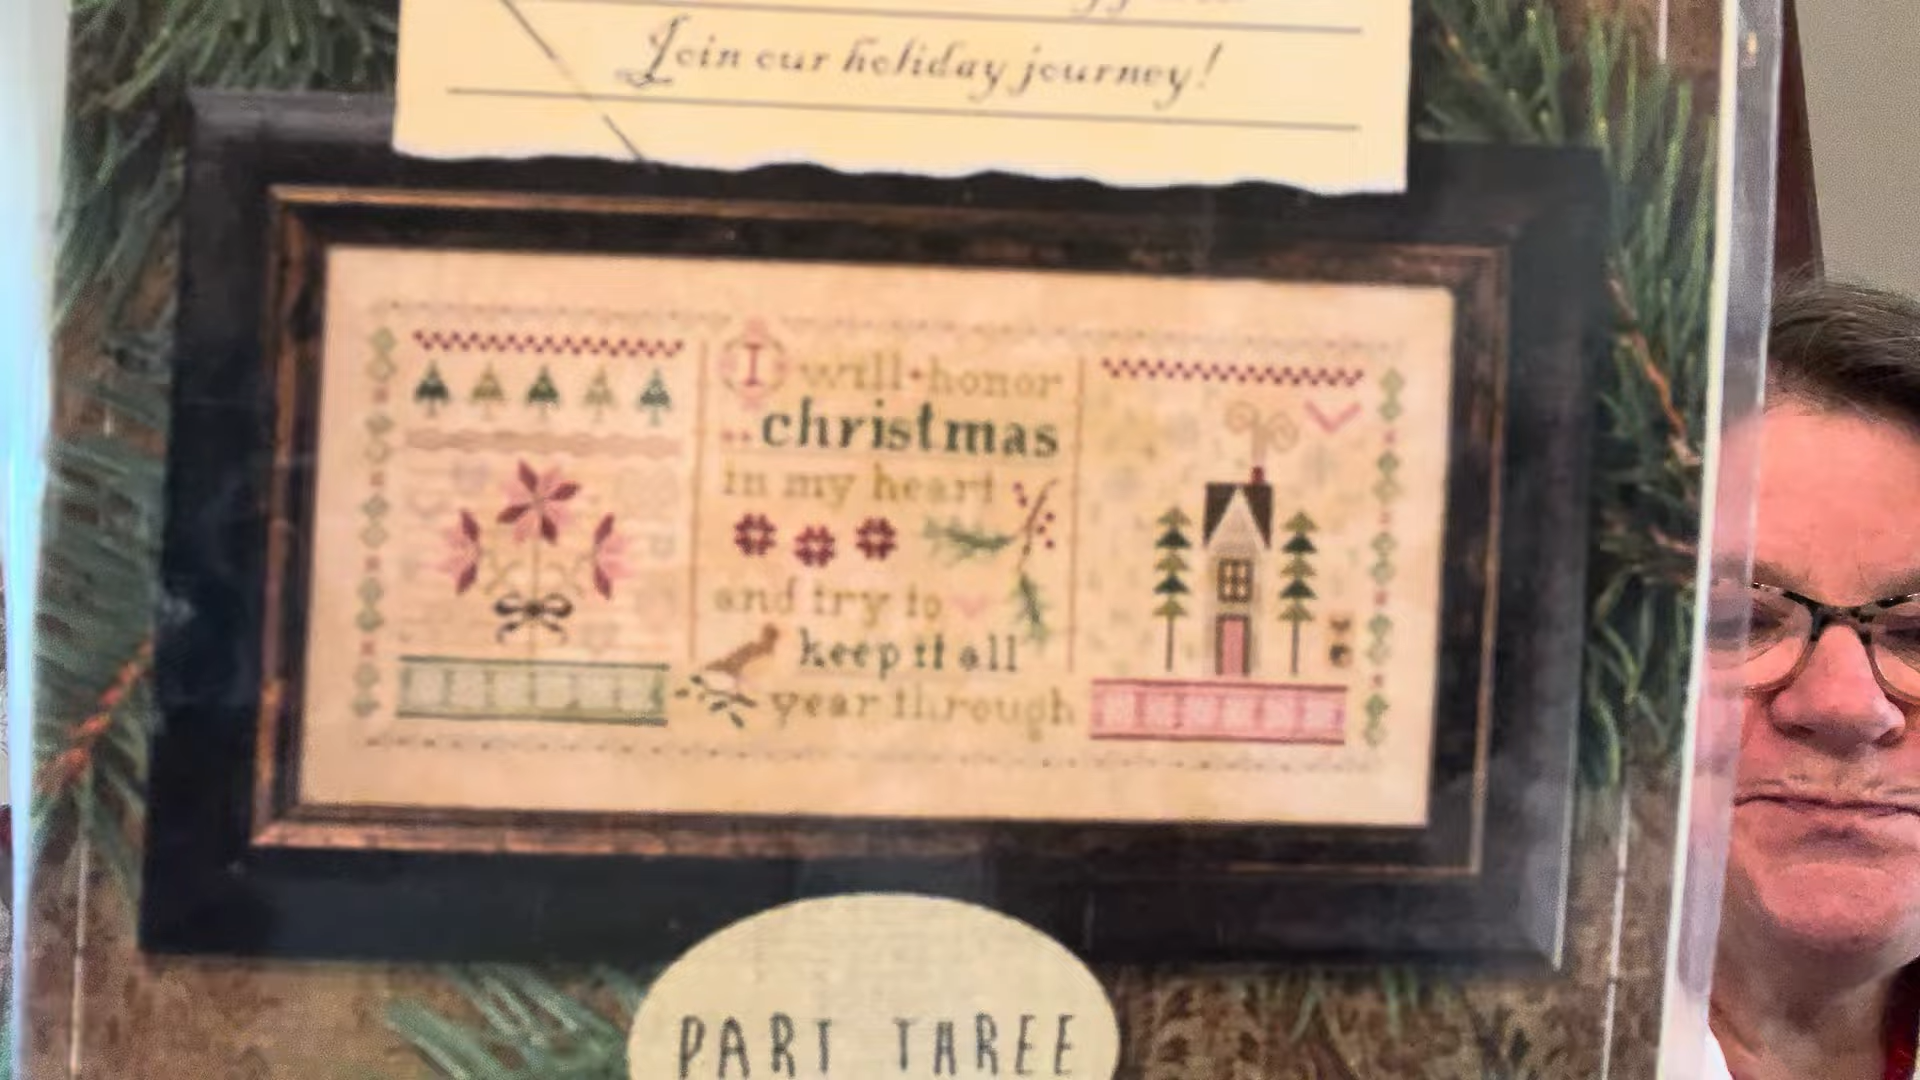 Join our holiday journey!
I will honor
christmas
in my heart
and try to
keep it all
year through
PART THREE